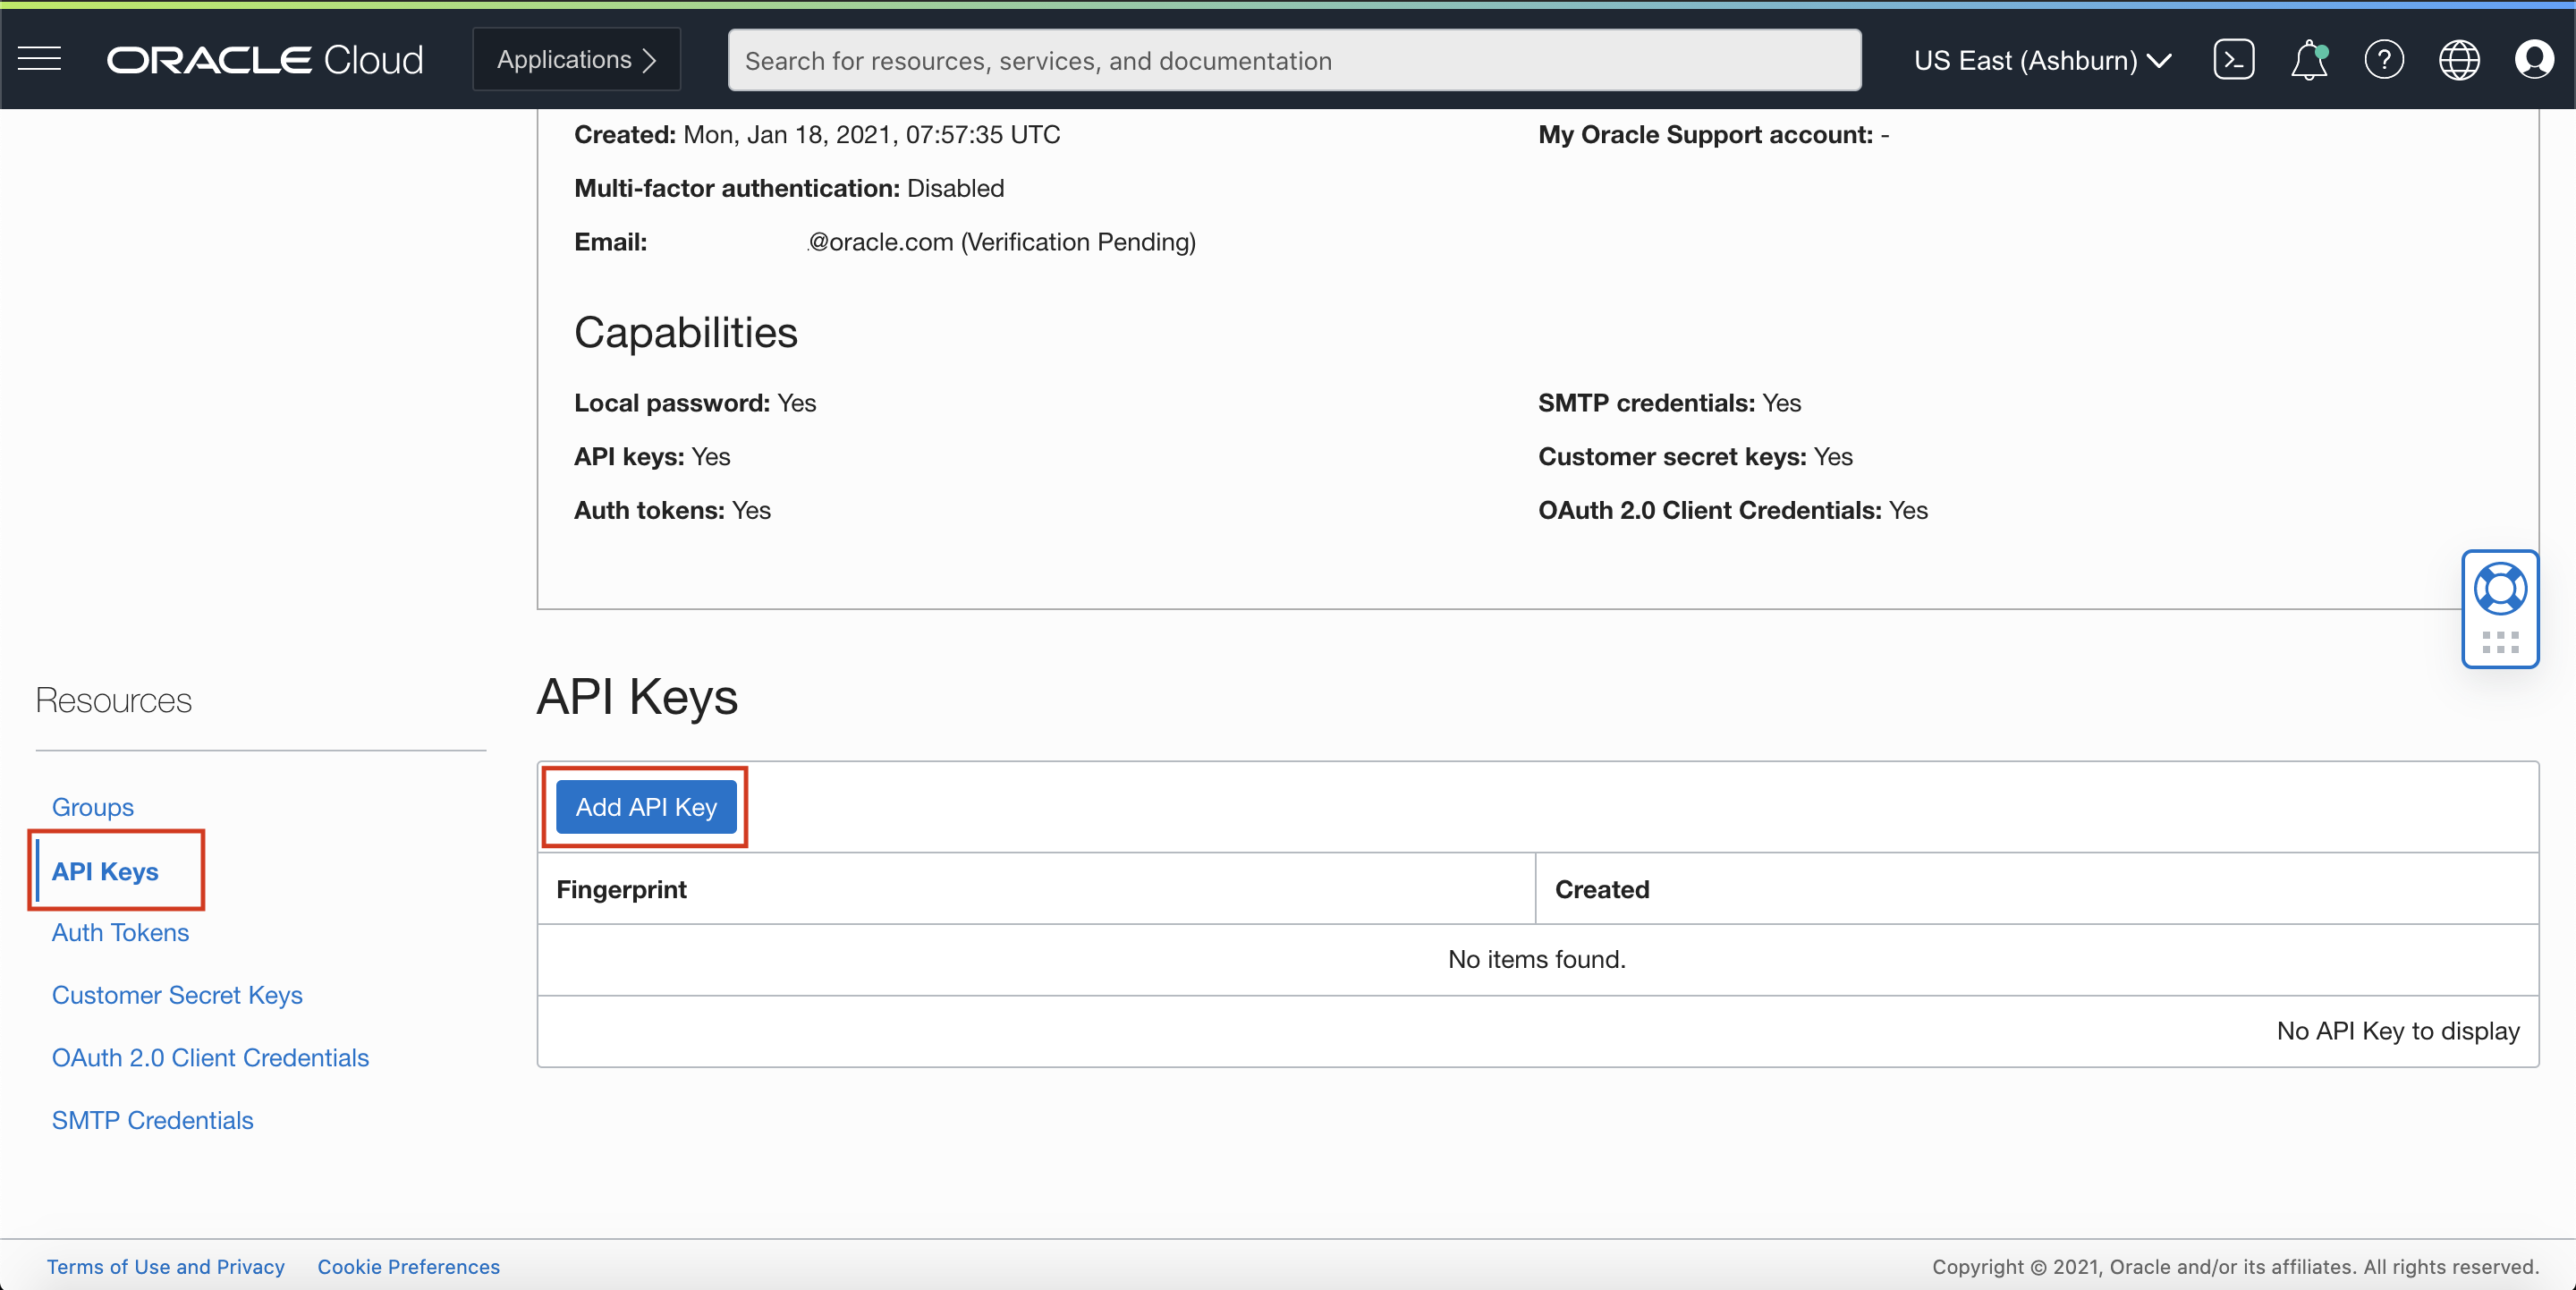 ORACLE Cloud
Applications
Search for resources, services, and documentation
US East (Ashburn)
Created: Mon, Jan 18, 2021, 07:57:35 UTC
My Oracle Support account: -
Multi-factor authentication: Disabled
Email: @oracle.com (Verification Pending)
Capabilities
Local password: Yes
SMTP credentials: Yes
API keys: Yes
Customer secret keys: Yes
Auth tokens: Yes
OAuth 2.0 Client Credentials: Yes
Resources
Groups
API Keys
Auth Tokens
Customer Secret Keys
OAuth 2.0 Client Credentials
SMTP Credentials
API Keys
Add API Key
Fingerprint
Created
No items found.
No API Key to display
Terms of Use and Privacy
Cookie Preferences
Copyright © 2021, Oracle and/or its affiliates. All rights reserved.